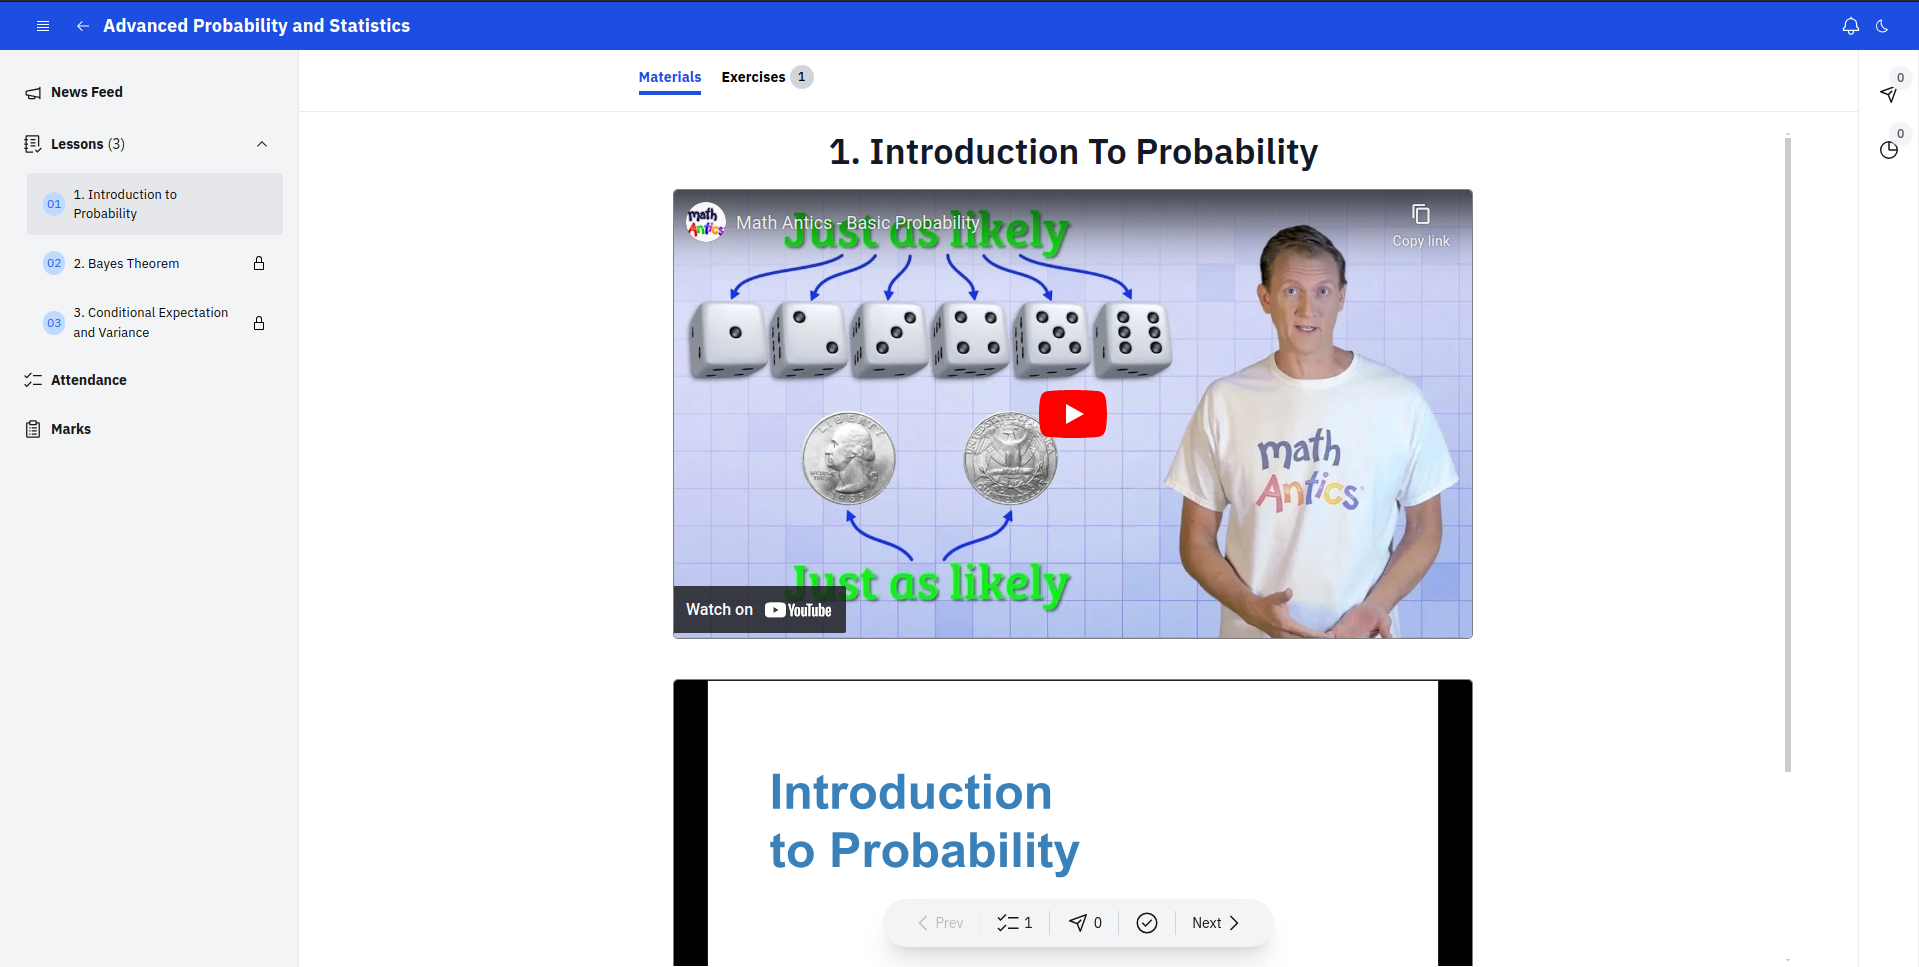 Advanced Probability and Statistics
News Feed
Lessons (3)
01 1. Introduction to
Probability
02 2. Bayes Theorem
03 3. Conditional Expectation
and Variance
Attendance
Marks
Materials
Exercises 1
1. Introduction To Probability
Math Antics - Basic Probability
Copy link
Just as likely
LIBERTY
math
Antics
Just as likely
Watch on YouTube
Introduction
to Probability
Prev
1
0
Next
0
0